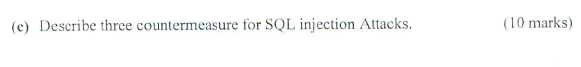 (c) Describe three countermeasure for SQL injection Attacks. (10 marks)